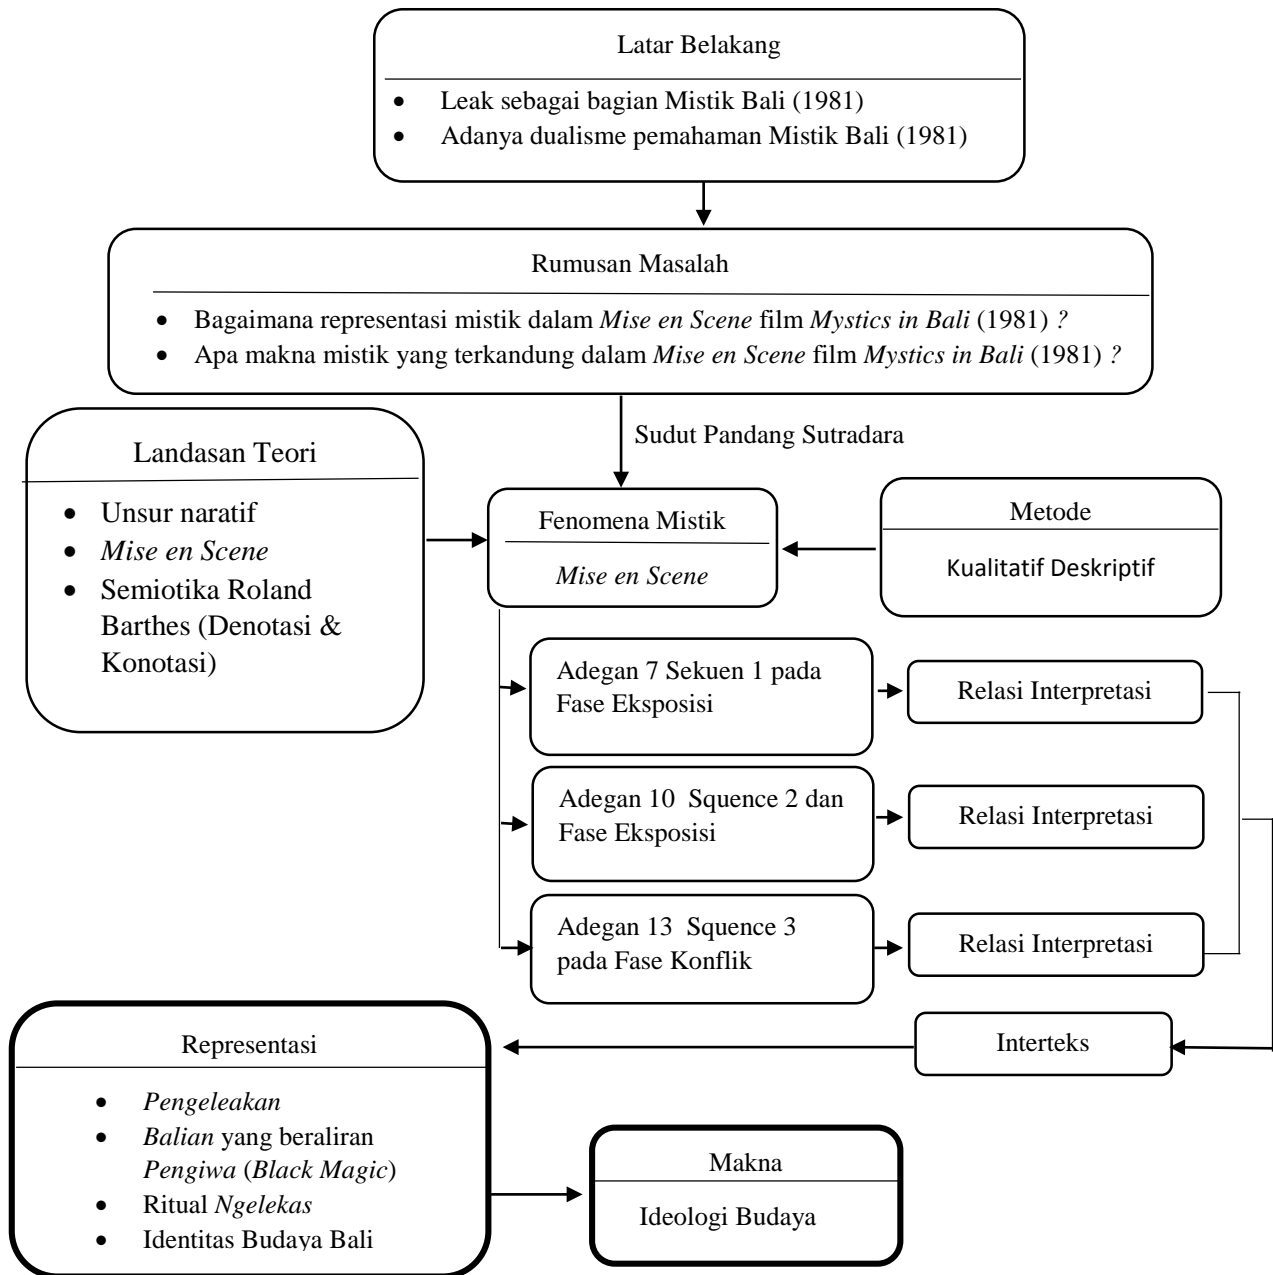 Latar Belakang
• Leak sebagai bagian Mistik Bali (1981)
• Adanya dualisme pemahaman Mistik Bali (1981)
Rumusan Masalah
• Bagaimana representasi mistik dalam Mise en Scene film Mystics in Bali (1981) ?
• Apa makna mistik yang terkandung dalam Mise en Scene film Mystics in Bali (1981) ?
Sudut Pandang Sutradara
Landasan Teori
• Unsur naratif
• Mise en Scene
• Semiotika Roland
Barthes (Denotasi &
Konotasi)
Fenomena Mistik
Mise en Scene
Metode
Kualitatif Deskriptif
Adegan 7 Sekuen 1 pada
Fase Eksposisi
Relasi Interpretasi
Adegan 10 Squence 2 dan
Fase Eksposisi
Relasi Interpretasi
Adegan 13 Squence 3
pada Fase Konflik
Relasi Interpretasi
Interteks
Representasi
• Pengeleakan
• Balian yang beraliran
Pengiwa (Black Magic)
• Ritual Ngelekas
• Identitas Budaya Bali
Makna
Ideologi Budaya